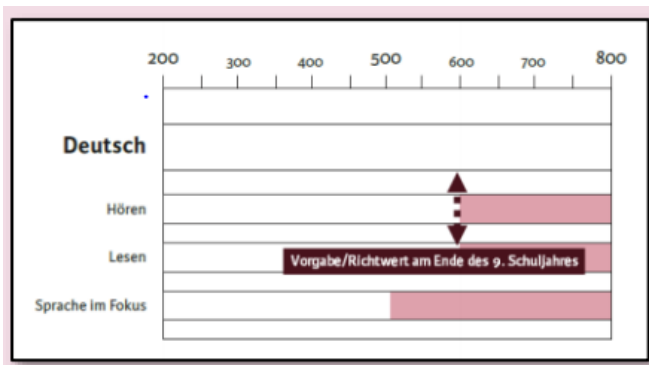 200 300 400 500 600 700 800
Deutsch
Hören
Lesen
Vorgabe/Richtwert am Ende des 9. Schuljahres
Sprache im Fokus